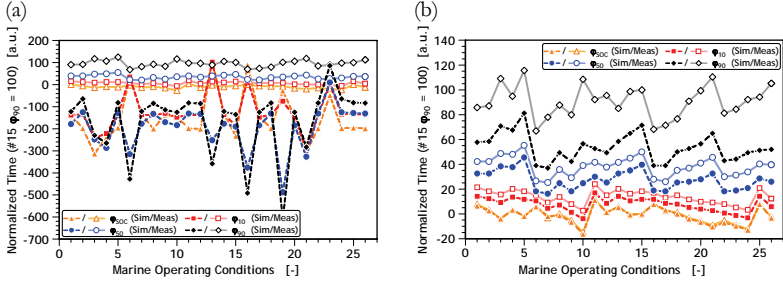 (a)
Normalized Time (#15 φ90 = 100) [a.u.]
200
100
0
-100
-200
-300
-400
-500
-600
-700
φSOC (Sim/Meas)
φ10 (Sim/Meas)
φ50 (Sim/Meas)
φ90 (Sim/Meas)
0 5 10 15 20 25
Marine Operating Conditions [-]
(b)
Normalized Time (#15 φ90 = 100) [a.u.]
140
120
100
80
60
40
20
0
-20
φSOC (Sim/Meas)
φ10 (Sim/Meas)
φ50 (Sim/Meas)
φ90 (Sim/Meas)
0 5 10 15 20 25
Marine Operating Conditions [-]